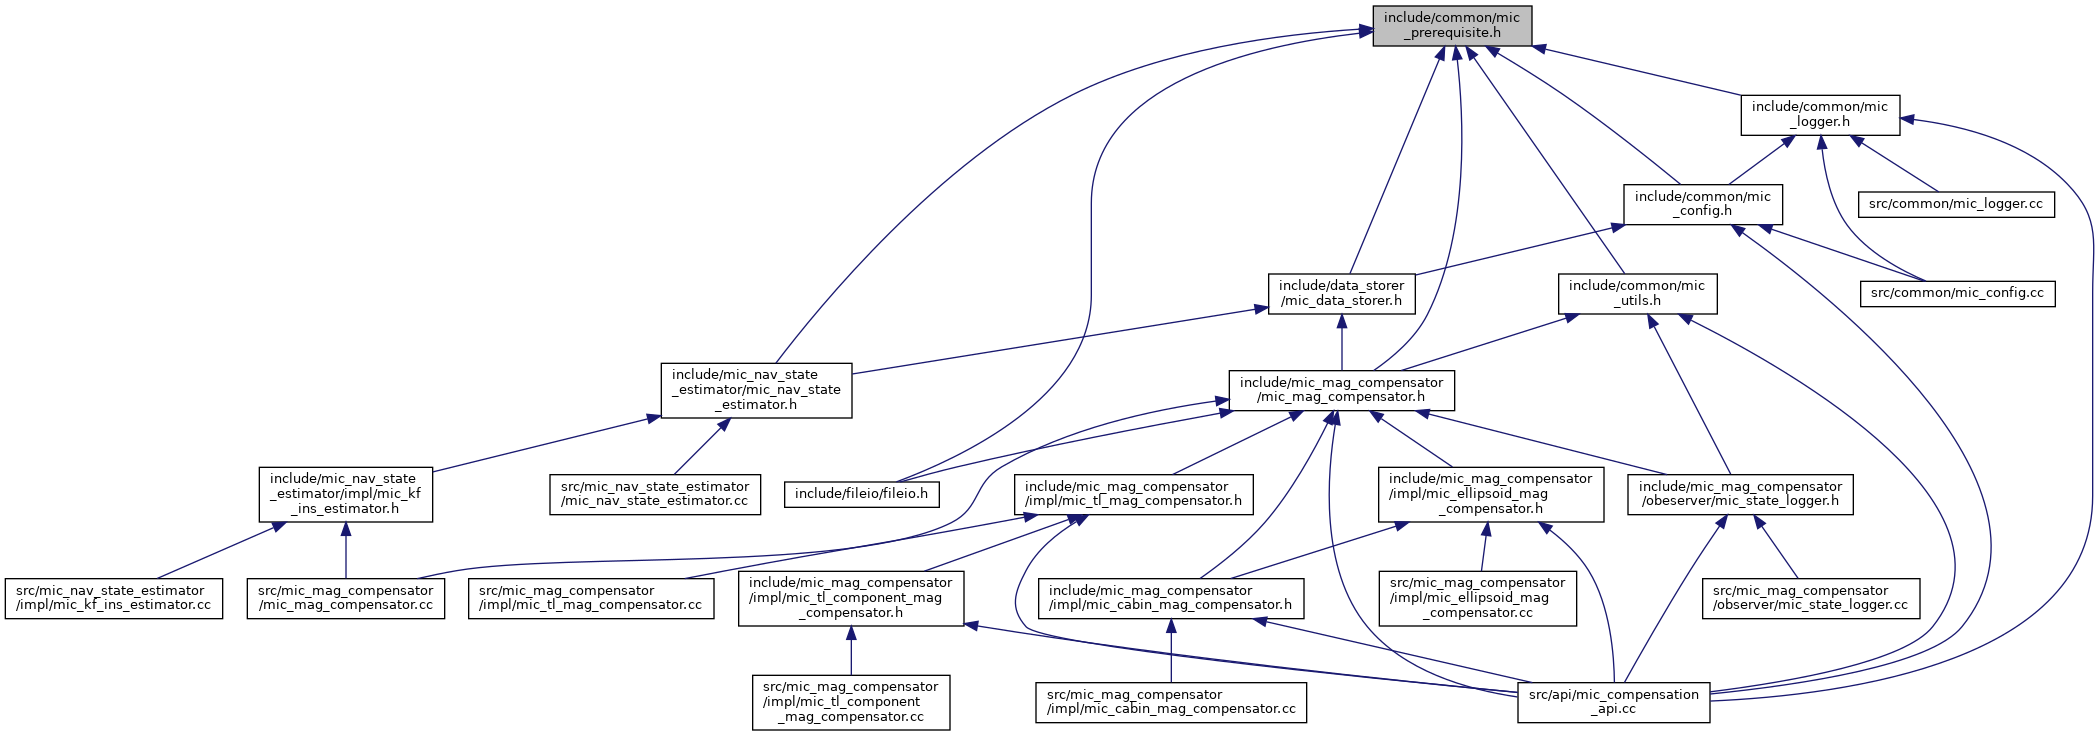 include/common/mic
_prerequisite.h
include/common/mic
_logger.h
include/common/mic
_config.h
src/common/mic_logger.cc
include/data_storer
/mic_data_storer.h
include/common/mic
_utils.h
src/common/mic_config.cc
include/mic_nav_state
_estimator/mic_nav_state
_estimator.h
include/mic_mag_compensator
/mic_mag_compensator.h
include/mic_nav_state
_estimator/impl/mic_kf
_ins_estimator.h
src/mic_nav_state_estimator
/mic_nav_state_estimator.cc
include/fileio/fileio.h
include/mic_mag_compensator
/impl/mic_tl_mag_compensator.h
include/mic_mag_compensator
/impl/mic_ellipsoid_mag
_compensator.h
include/mic_mag_compensator
/obeserver/mic_state_logger.h
src/mic_nav_state_estimator
/impl/mic_kf_ins_estimator.cc
src/mic_mag_compensator
/mic_mag_compensator.cc
src/mic_mag_compensator
/impl/mic_tl_mag_compensator.cc
include/mic_mag_compensator
/impl/mic_tl_component_mag
_compensator.h
include/mic_mag_compensator
/impl/mic_cabin_mag_compensator.h
src/mic_mag_compensator
/impl/mic_ellipsoid_mag
_compensator.cc
src/mic_mag_compensator
/observer/mic_state_logger.cc
src/mic_mag_compensator
/impl/mic_tl_component
_mag_compensator.cc
src/mic_mag_compensator
/impl/mic_cabin_mag_compensator.cc
src/api/mic_compensation
_api.cc